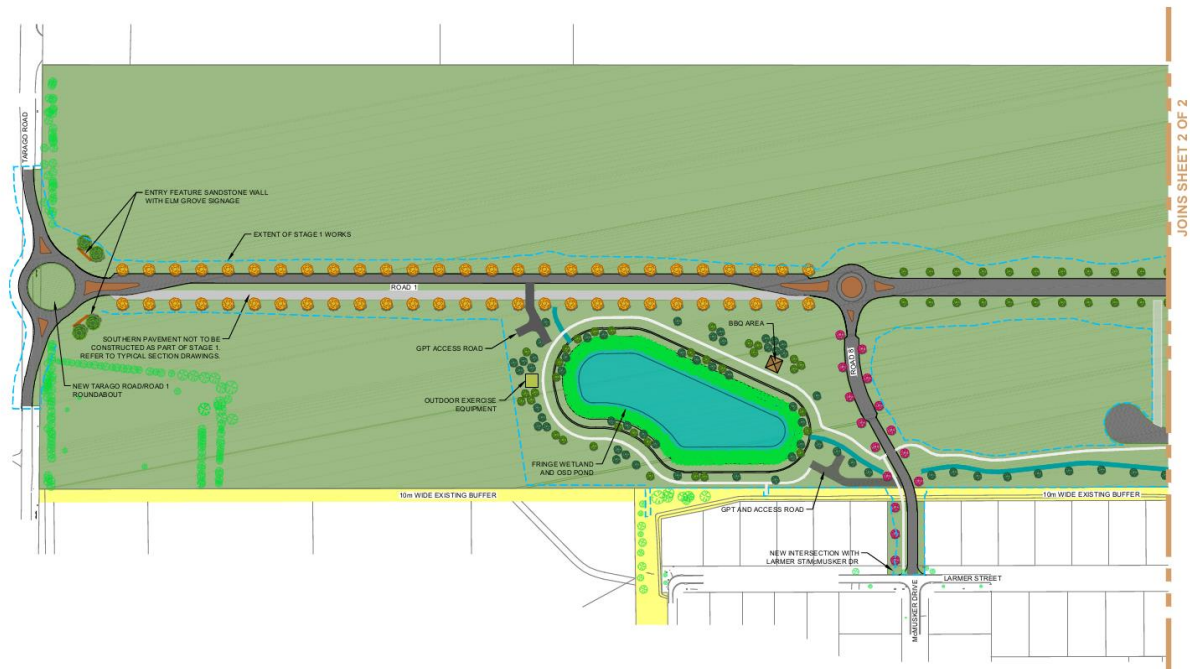 TARAGO ROAD
ENTRY FEATURE SANDSTONE WALL
WITH ELM GROVE SIGNAGE
EXTENT OF STAGE 1 WORKS
JOINS SHEET 2 OF 2
ROAD 1
SOUTHERN PAVEMENT NOT TO BE
CONSTRUCTED AS PART OF STAGE 1.
REFER TO TYPICAL SECTION DRAWINGS.
GPT ACCESS ROAD
BBQ AREA
ROAD 8
NEW TARAGO ROAD/ROAD 1
ROUNDABOUT
OUTDOOR EXERCISE
EQUIPMENT
FRINGE WETLAND
AND OSD POND
10m WIDE EXISTING BUFFER
10m WIDE EXISTING BUFFER
GPT AND ACCESS ROAD
NEW INTERSECTION WITH
LARMER ST/McMUSKER DR
LARMER STREET
McMUSKER DRIVE